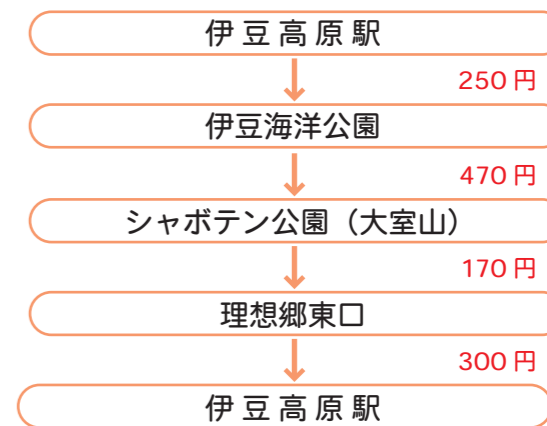 伊豆高原駅
250円
伊豆海洋公園
470円
シャボテン公園（大室山）
170円
理想郷東口
300円
伊豆高原駅